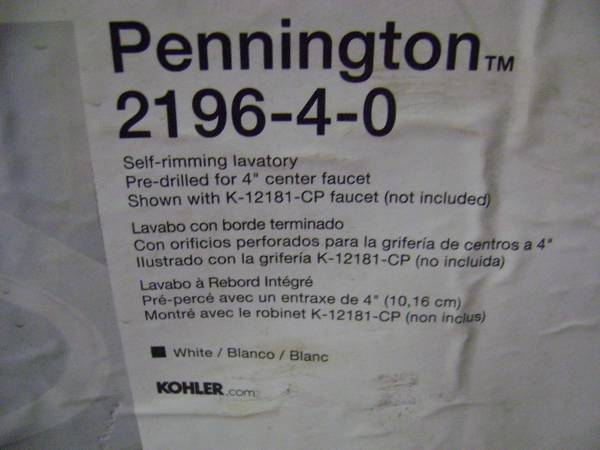 Pennington™
2196-4-0
Self-rimming lavatory
Pre-drilled for 4" center faucet
Shown with K-12181-CP faucet (not included)
Lavabo con borde terminado
Con orificios perforados para la grifería de centros a 4"
Ilustrado con la grifería K-12181-CP (no incluida)
Lavabo à Rebord Intégré
Pré-percé avec un entraxe de 4" (10,16 cm)
Montré avec le robinet K-12181-CP (non inclus)
White / Blanco / Blanc
KOHLER.com